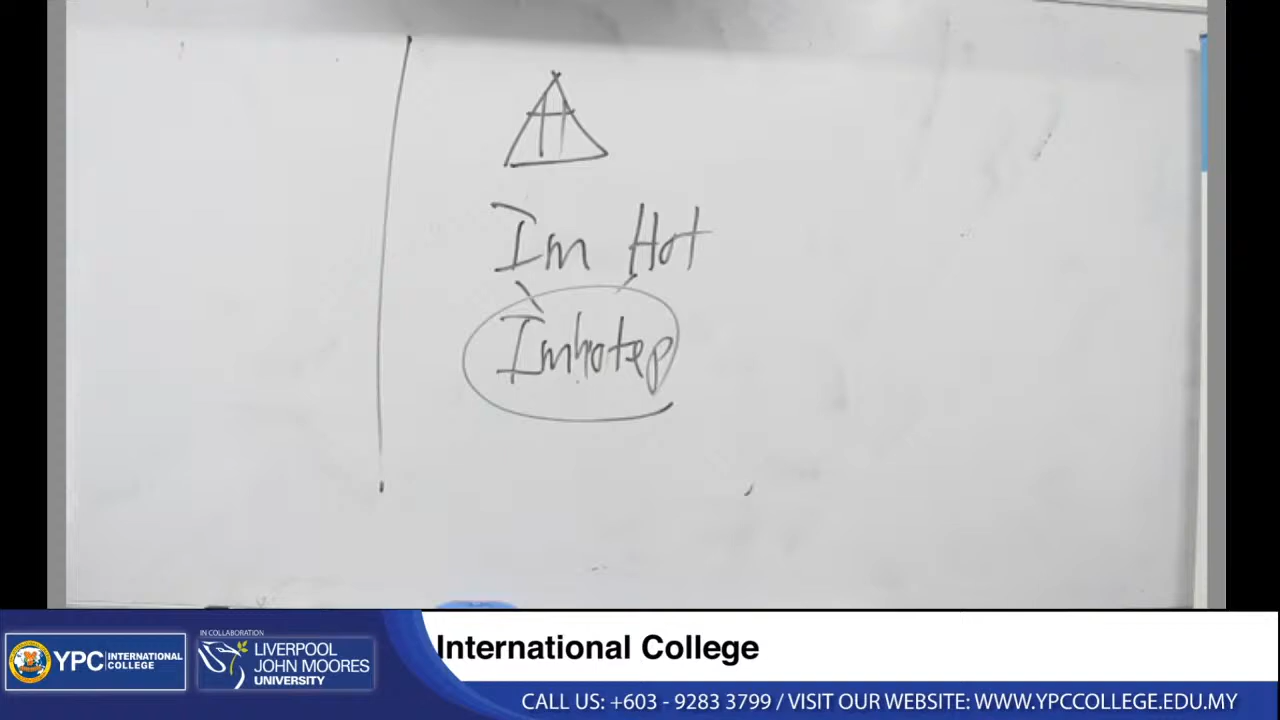 Im Hot
Imhotep
YPC INTERNATIONAL COLLEGE
IN COLLABORATION
LIVERPOOL
JOHN MOORES
UNIVERSITY
International College
CALL US: +603 - 9283 3799 / VISIT OUR WEBSITE: WWW.YPCCOLLEGE.EDU.MY